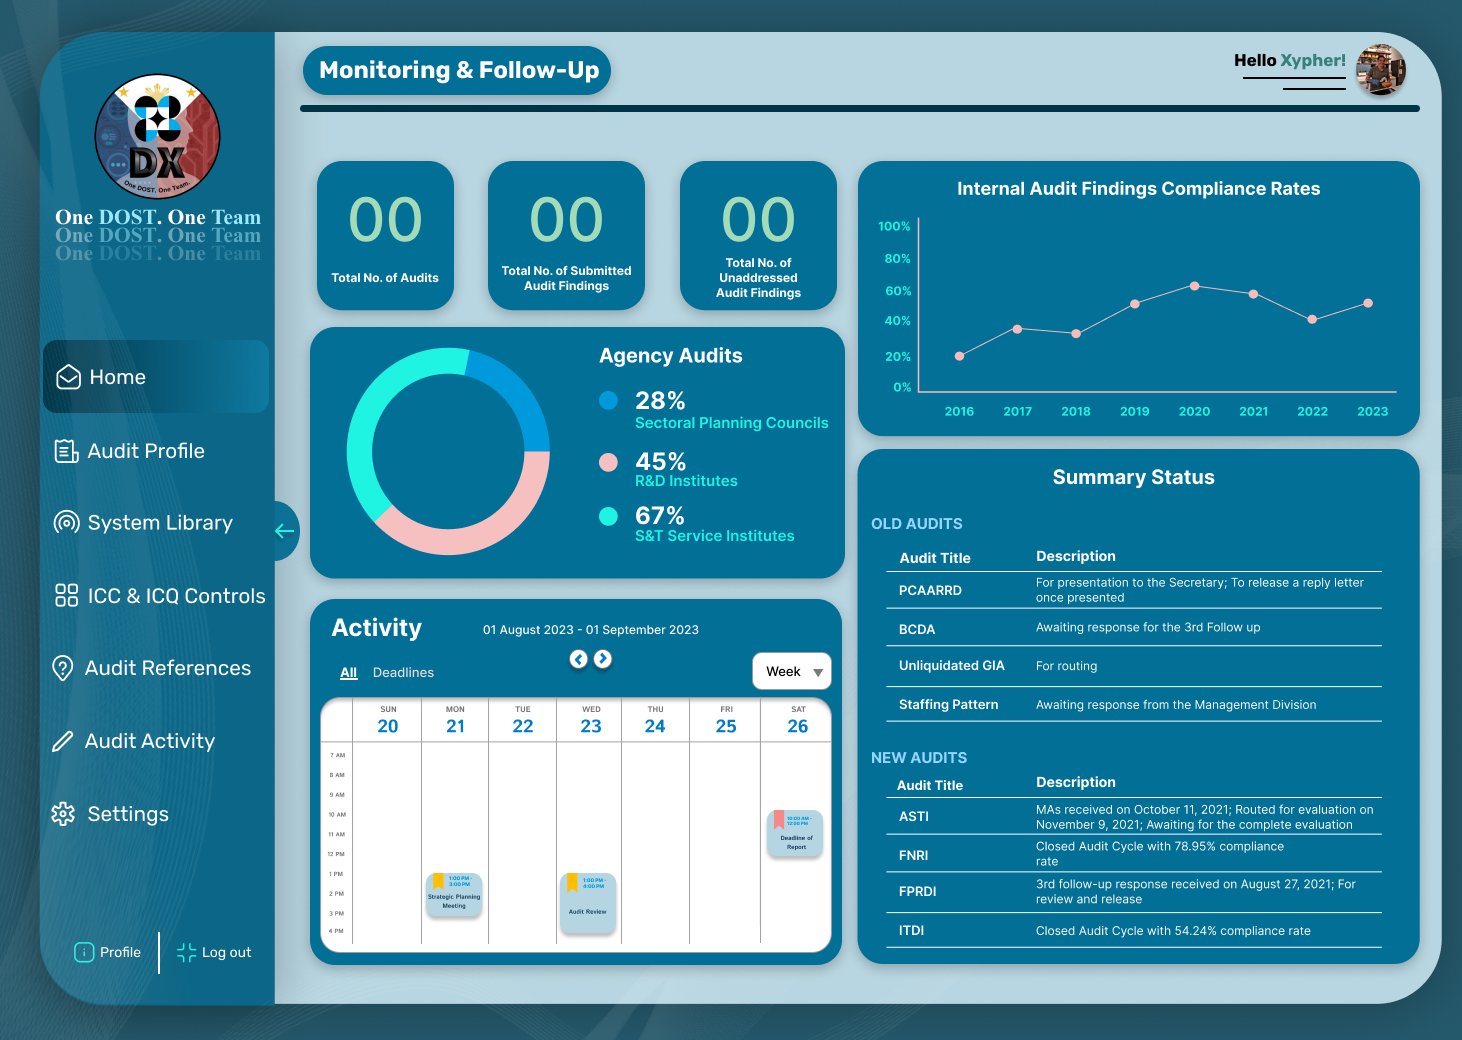 Monitoring & Follow-Up
Hello Xypher!
DX
One DOST. One Team.
One DOST. One Team
One DOST. One Team
One DOST. One Team
Home
Audit Profile
System Library
ICC & ICQ Controls
Audit References
Audit Activity
Settings
Profile
Log out
00
Total No. of Audits
00
Total No. of Submitted
Audit Findings
00
Total No. of
Unaddressed
Audit Findings
Agency Audits
28%
Sectoral Planning Councils
45%
R&D Institutes
67%
S&T Service Institutes
Activity
01 August 2023 - 01 September 2023
All Deadlines
Week
SUN MON TUE WED THU FRI SAT
20 21 22 23 24 25 26
7 AM
8 AM
9 AM
10 AM
11 AM
12 PM
1 PM
2 PM
3 PM
4 PM
1:00 PM -
3:00 PM
Strategic Planning
Meeting
1:00 PM -
4:00 PM
Audit Review
10:00 AM -
12:00 PM
Deadline of
Report
Internal Audit Findings Compliance Rates
100%
80%
60%
40%
20%
0%
2016 2017 2018 2019 2020 2021 2022 2023
Summary Status
OLD AUDITS
Audit Title Description
PCAARRD For presentation to the Secretary; To release a reply letter
once presented
BCDA Awaiting response for the 3rd Follow up
Unliquidated GIA For routing
Staffing Pattern Awaiting response from the Management Division
NEW AUDITS
Audit Title Description
ASTI MAs received on October 11, 2021; Routed for evaluation on
November 9, 2021; Awaiting for the complete evaluation
FNRI Closed Audit Cycle with 78.95% compliance
rate
FPRDI 3rd follow-up response received on August 27, 2021; For
review and release
ITDI Closed Audit Cycle with 54.24% compliance rate